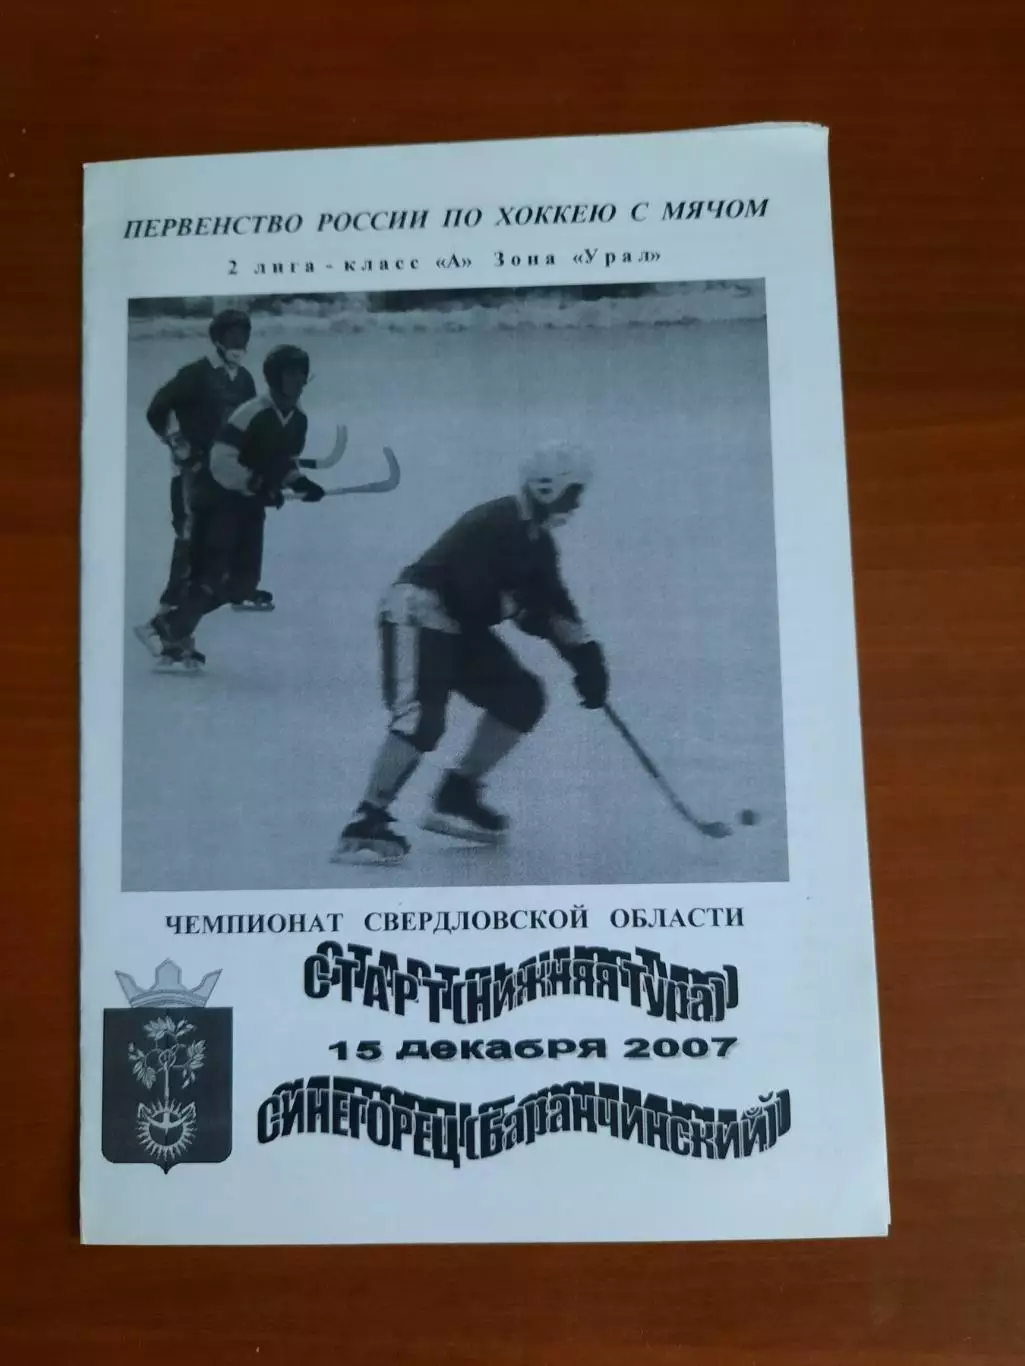 ПЕРВЕНСТВО РОССИИ ПО ХОККЕЮ С МЯЧОМ
2 лига - класс «А» Зона «Урал»
ЧЕМПИОНАТ СВЕРДЛОВСКОЙ ОБЛАСТИ
СТАРТ(Нижняя Тура)
15 декабря 2007
СИНЕГОРЕЦ(Баранчинский)